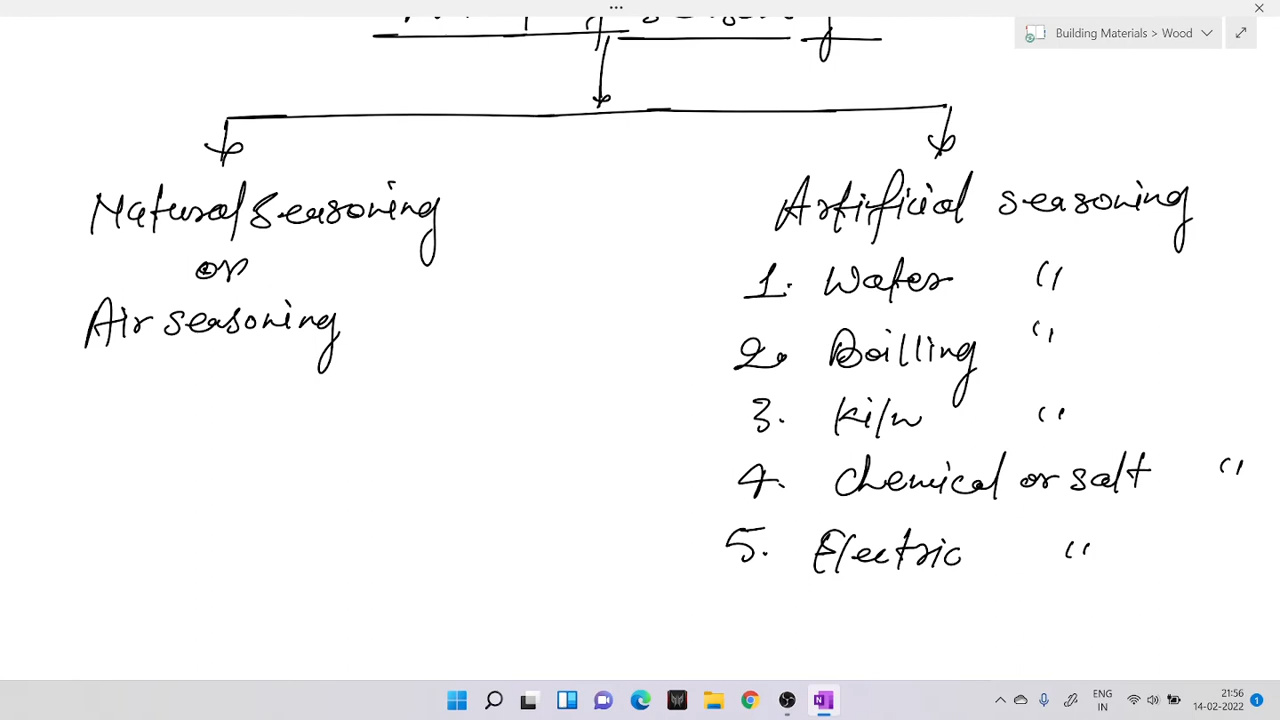 Building Materials > Wood
Natural Seasoning
or
Air seasoning
Artificial seasoning
1. Water "
2. Boilling "
3. Kiln "
4. Chemical or salt "
5. Electric "
ENG
IN
21:56
14-02-2022